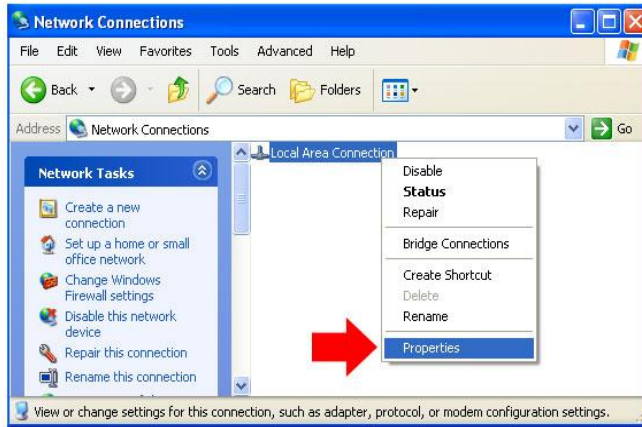 Network Connections
File Edit View Favorites Tools Advanced Help
Back Search Folders
Address Network Connections Go
Network Tasks
Create a new
connection
Set up a home or small
office network
Change Windows
Firewall settings
Disable this network
device
Repair this connection
Rename this connection
Local Area Connection
Disable
Status
Repair
Bridge Connections
Create Shortcut
Delete
Rename
Properties
View or change settings for this connection, such as adapter, protocol, or modem configuration settings.